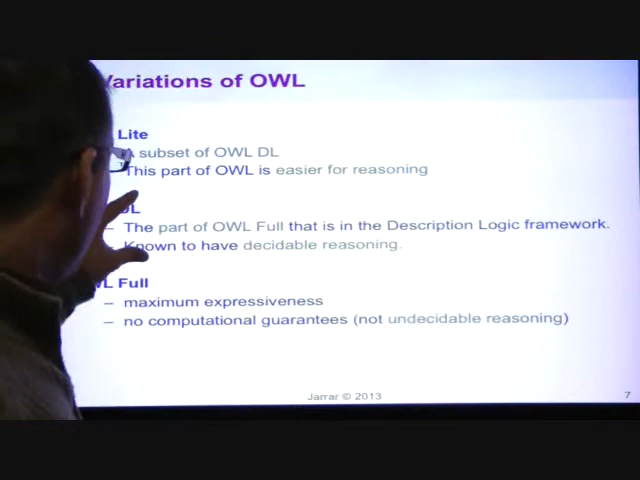 Variations of OWL
Lite
A subset of OWL DL
This part of OWL is easier for reasoning
DL
– The part of OWL Full that is in the Description Logic framework.
– Known to have decidable reasoning.
OWL Full
– maximum expressiveness
– no computational guarantees (not undecidable reasoning)
Jarrar © 2013
7